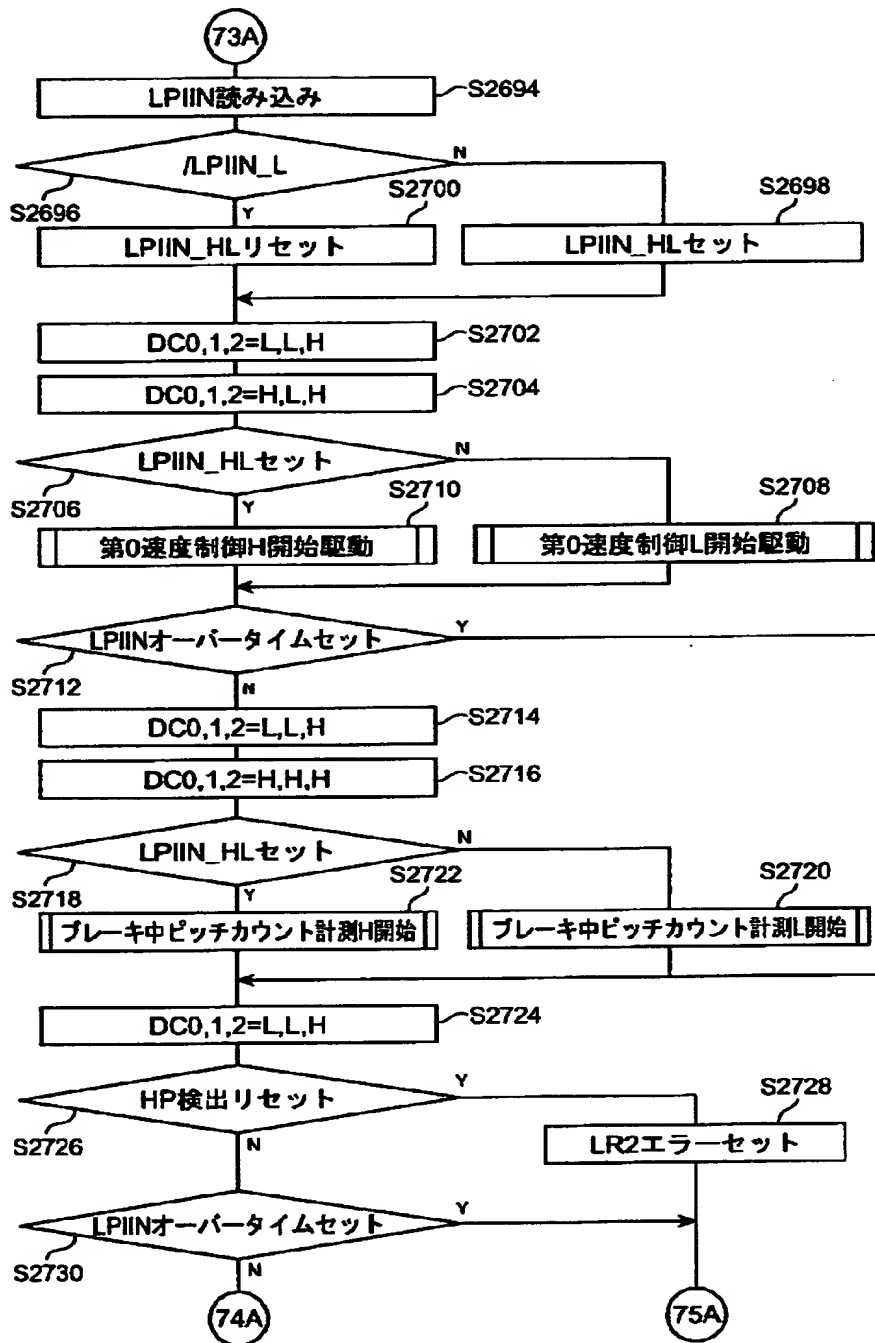 73A
LPIIN読み込み
S2694
/LPIIN_L
N
S2696
Y
S2700
S2698
LPIIN_HLリセット
LPIIN_HLセット
DC0,1,2=L,L,H
S2702
DC0,1,2=H,L,H
S2704
LPIIN_HLセット
N
S2706
Y
S2710
S2708
第0速度制御H開始駆動
第0速度制御L開始駆動
LPIINオーバータイムセット
Y
S2712
N
DC0,1,2=L,L,H
S2714
DC0,1,2=H,H,H
S2716
LPIIN_HLセット
N
S2718
Y
S2722
S2720
ブレーキ中ピッチカウント計測H開始
ブレーキ中ピッチカウント計測L開始
DC0,1,2=L,L,H
S2724
HP検出リセット
Y
S2726
N
S2728
LR2エラーセット
LPIINオーバータイムセット
Y
S2730
N
74A
75A